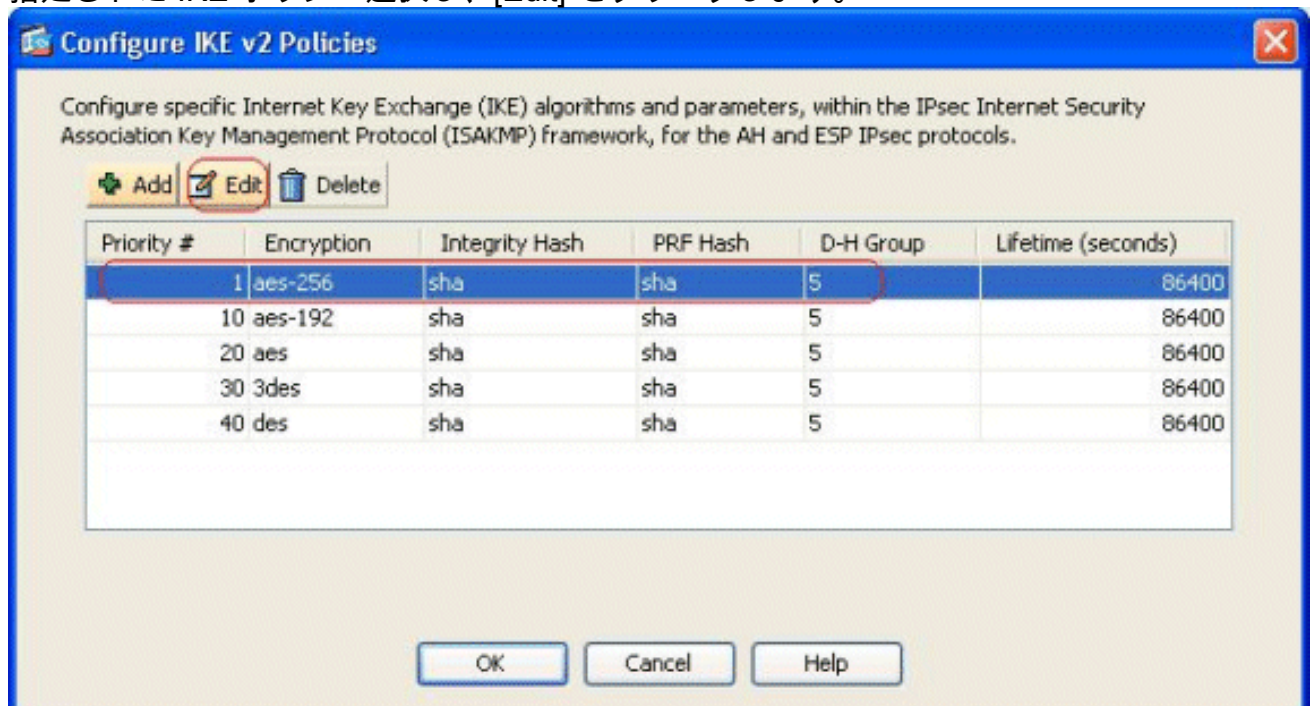 Configure IKE v2 Policies
Configure specific Internet Key Exchange (IKE) algorithms and parameters, within the IPsec Internet Security
Association Key Management Protocol (ISAKMP) framework, for the AH and ESP IPsec protocols.
Add Edit Delete
Priority # Encryption Integrity Hash PRF Hash D-H Group Lifetime (seconds)
1 aes-256 sha sha 5 86400
10 aes-192 sha sha 5 86400
20 aes sha sha 5 86400
30 3des sha sha 5 86400
40 des sha sha 5 86400
OK Cancel Help